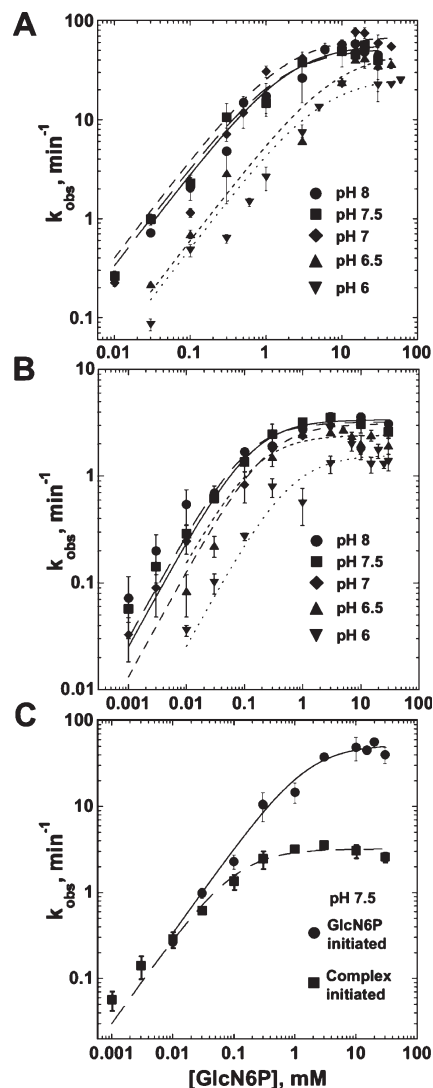 A
100
10
1
0.1
k_obs, min⁻¹
pH 8
pH 7.5
pH 7
pH 6.5
pH 6
0.01 0.1 1 10 100
B
10
1
0.1
0.01
k_obs, min⁻¹
pH 8
pH 7.5
pH 7
pH 6.5
pH 6
0.001 0.01 0.1 1 10 100
C
100
10
1
0.1
k_obs, min⁻¹
pH 7.5
GlcN6P
initiated
Complex
initiated
0.001 0.01 0.1 1 10 100
[GlcN6P], mM